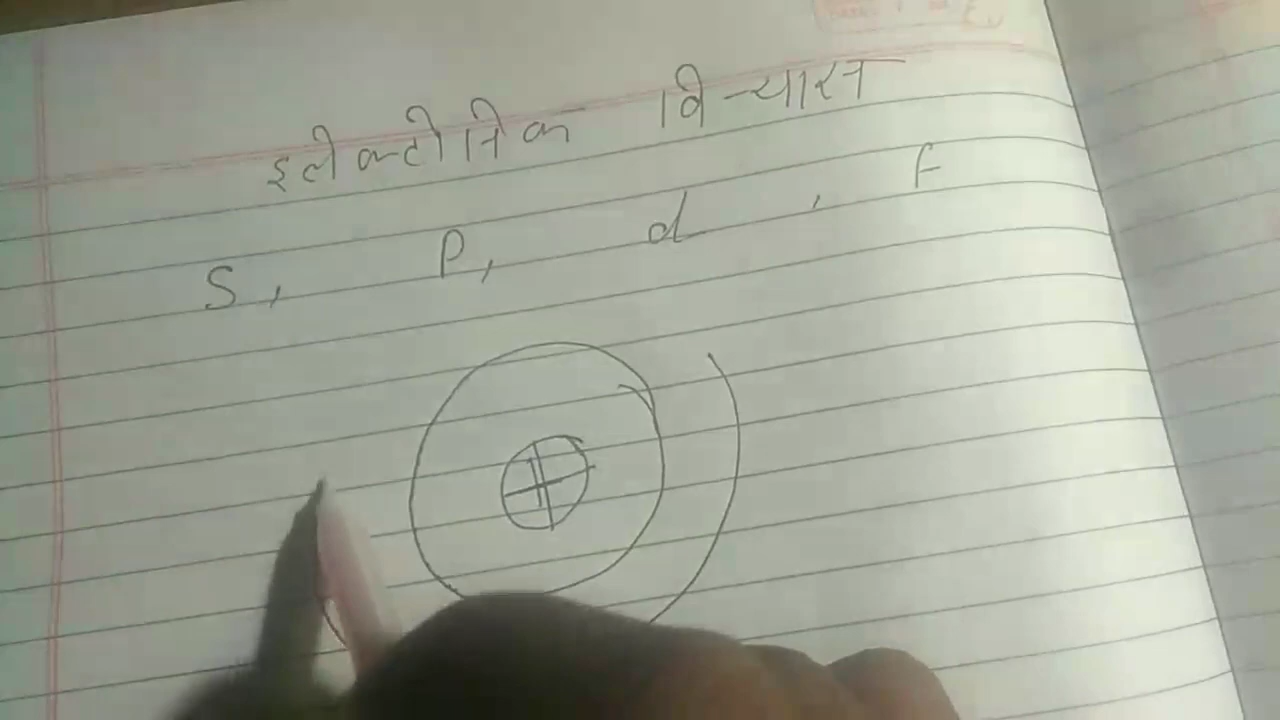 इलेक्टोनिक विन्यास
S, P, d , f